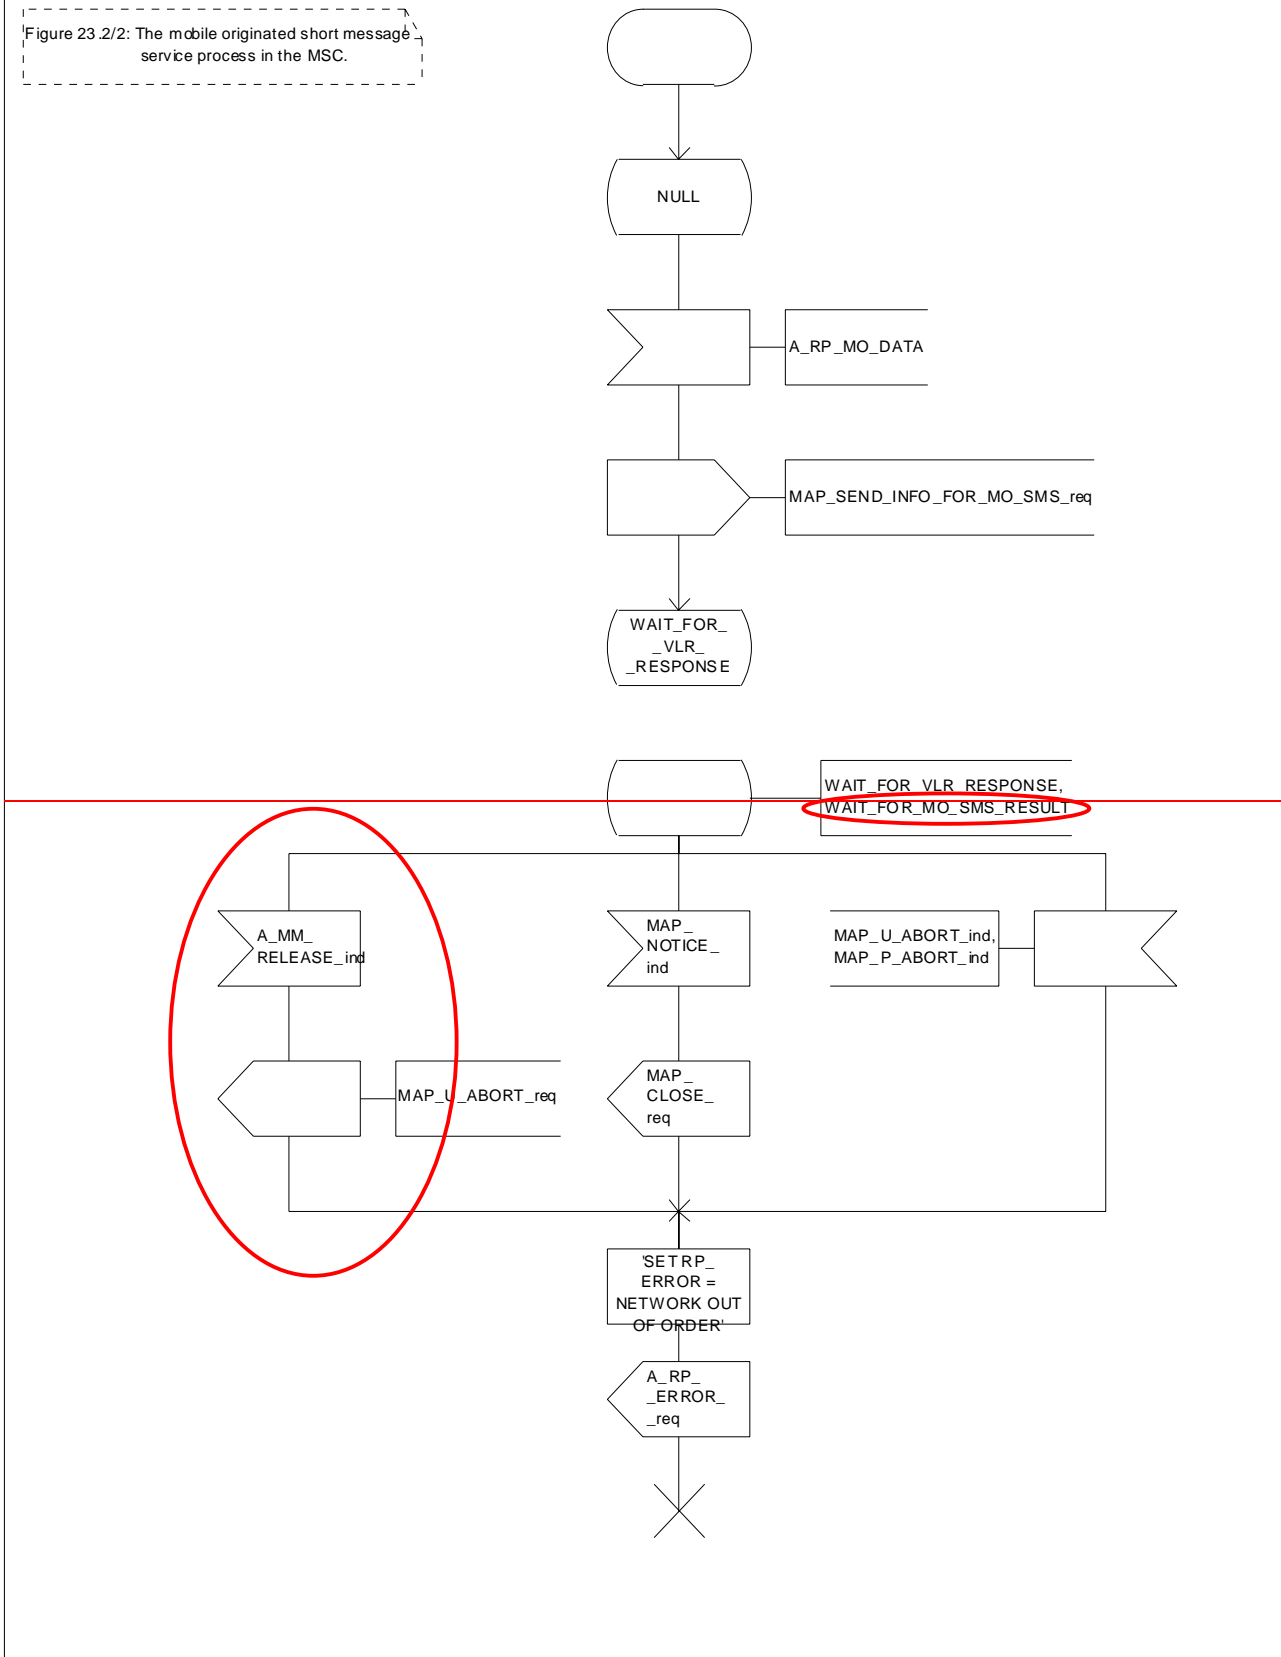 Figure 23.2/2: The mobile originated short message
service process in the MSC.
NULL
A_RP_MO_DATA
MAP_SEND_INFO_FOR_MO_SMS_req
WAIT_FOR_
_VLR_
_RESPONSE
WAIT_FOR_VLR_RESPONSE,
WAIT_FOR_MO_SMS_RESULT
A_MM_
RELEASE_ind
MAP_
NOTICE_
ind
MAP_U_ABORT_ind,
MAP_P_ABORT_ind
MAP_U_ABORT_req
MAP_
CLOSE_
req
'SET RP_
ERROR =
NETWORK OUT
OF ORDER'
A_RP_
_ERROR_
_req